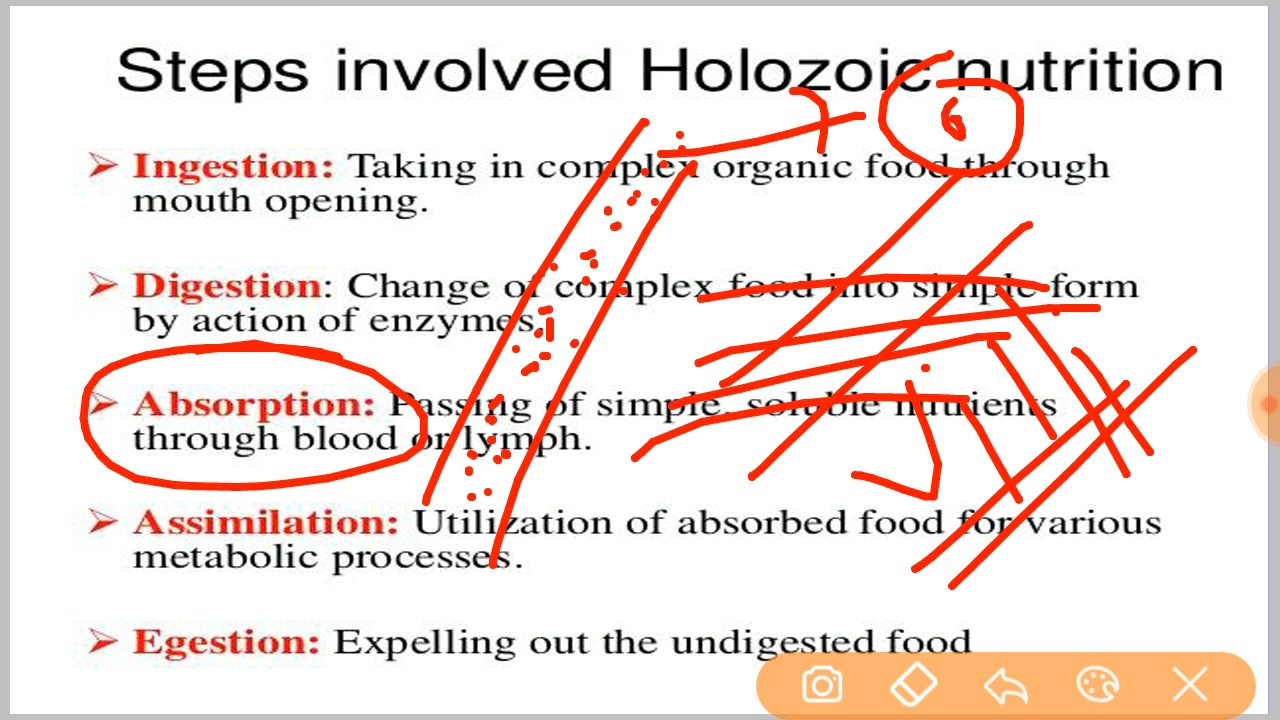 Steps involved Holozoic nutrition
➢ Ingestion: Taking in complex organic food through
mouth opening.
➢ Digestion: Change of complex food into simple form
by action of enzymes.
➢ Absorption: Passing of simple, soluble nutrients
through blood or lymph.
➢ Assimilation: Utilization of absorbed food for various
metabolic processes.
➢ Egestion: Expelling out the undigested food